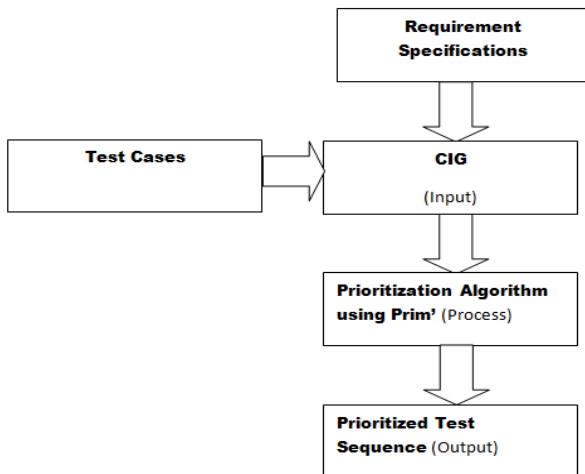 Requirement
Specifications
Test Cases
CIG
(Input)
Prioritization Algorithm
using Prim’ (Process)
Prioritized Test
Sequence (Output)